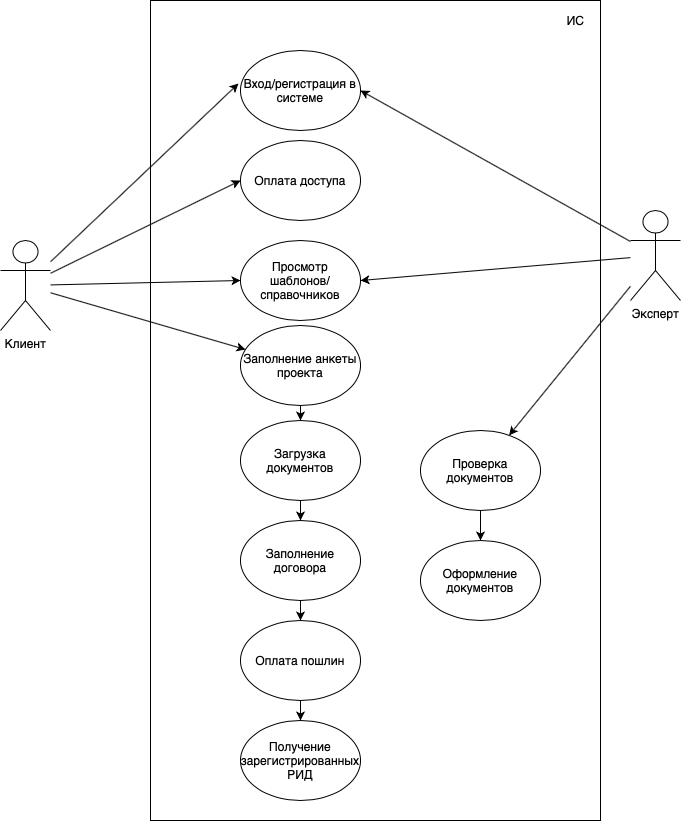 ИС
Вход/регистрация в
системе
Оплата доступа
Просмотр
шаблонов/
справочников
Клиент
Эксперт
Заполнение анкеты
проекта
Загрузка
документов
Проверка
документов
Заполнение
договора
Оформление
документов
Оплата пошлин
Получение
зарегистрированных
РИД